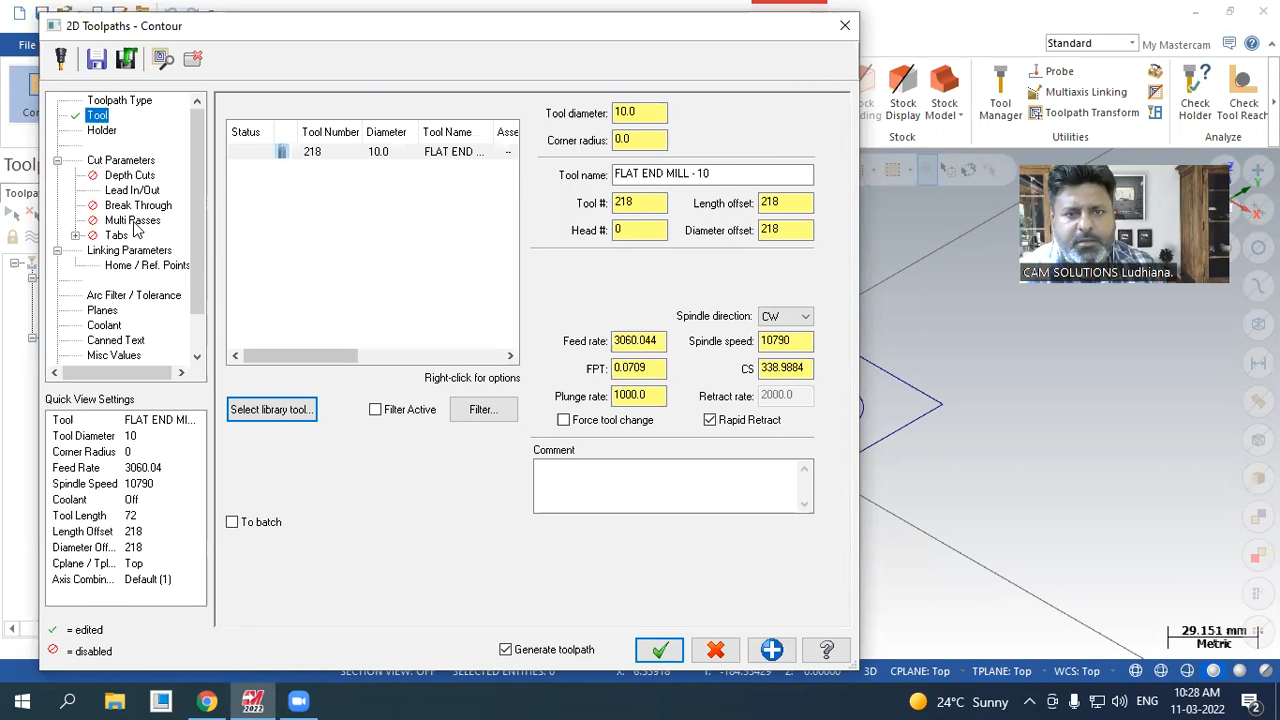 2D Toolpaths - Contour
File
Standard
My Mastercam
Probe
Multiaxis Linking
Toolpath Transform
Stock Display
Stock Model
Tool Manager
Check Holder
Check Tool Reach
Stock
Utilities
Analyze
Toolpath Type
Tool
Holder
Cut Parameters
Depth Cuts
Lead In/Out
Break Through
Multi Passes
Tabs
Linking Parameters
Home / Ref. Points
Arc Filter / Tolerance
Planes
Coolant
Canned Text
Misc Values
Status Tool Number Diameter Tool Name Asse
218 10.0 FLAT END ... --
Right-click for options
Select library tool...
Filter Active
Filter...
To batch
Tool diameter: 10.0
Corner radius: 0.0
Tool name: FLAT END MILL - 10
Tool #: 218 Length offset: 218
Head #: 0 Diameter offset: 218
Spindle direction: CW
Feed rate: 3060.044 Spindle speed: 10790
FPT: 0.0709 CS 338.9884
Plunge rate: 1000.0 Retract rate: 2000.0
Force tool change Rapid Retract
Comment
Quick View Settings
Tool FLAT END MI...
Tool Diameter 10
Corner Radius 0
Feed Rate 3060.04
Spindle Speed 10790
Coolant Off
Tool Length 72
Length Offset 218
Diameter Off... 218
Cplane / Tpl... Top
Axis Combin... Default (1)
= edited
= disabled
Generate toolpath
CAM SOLUTIONS Ludhiana.
29.151 mm
Metric
3D CPLANE: TOP TPLANE: TOP WCS: TOP
24°C Sunny
ENG
10:28 AM
11-03-2022
2